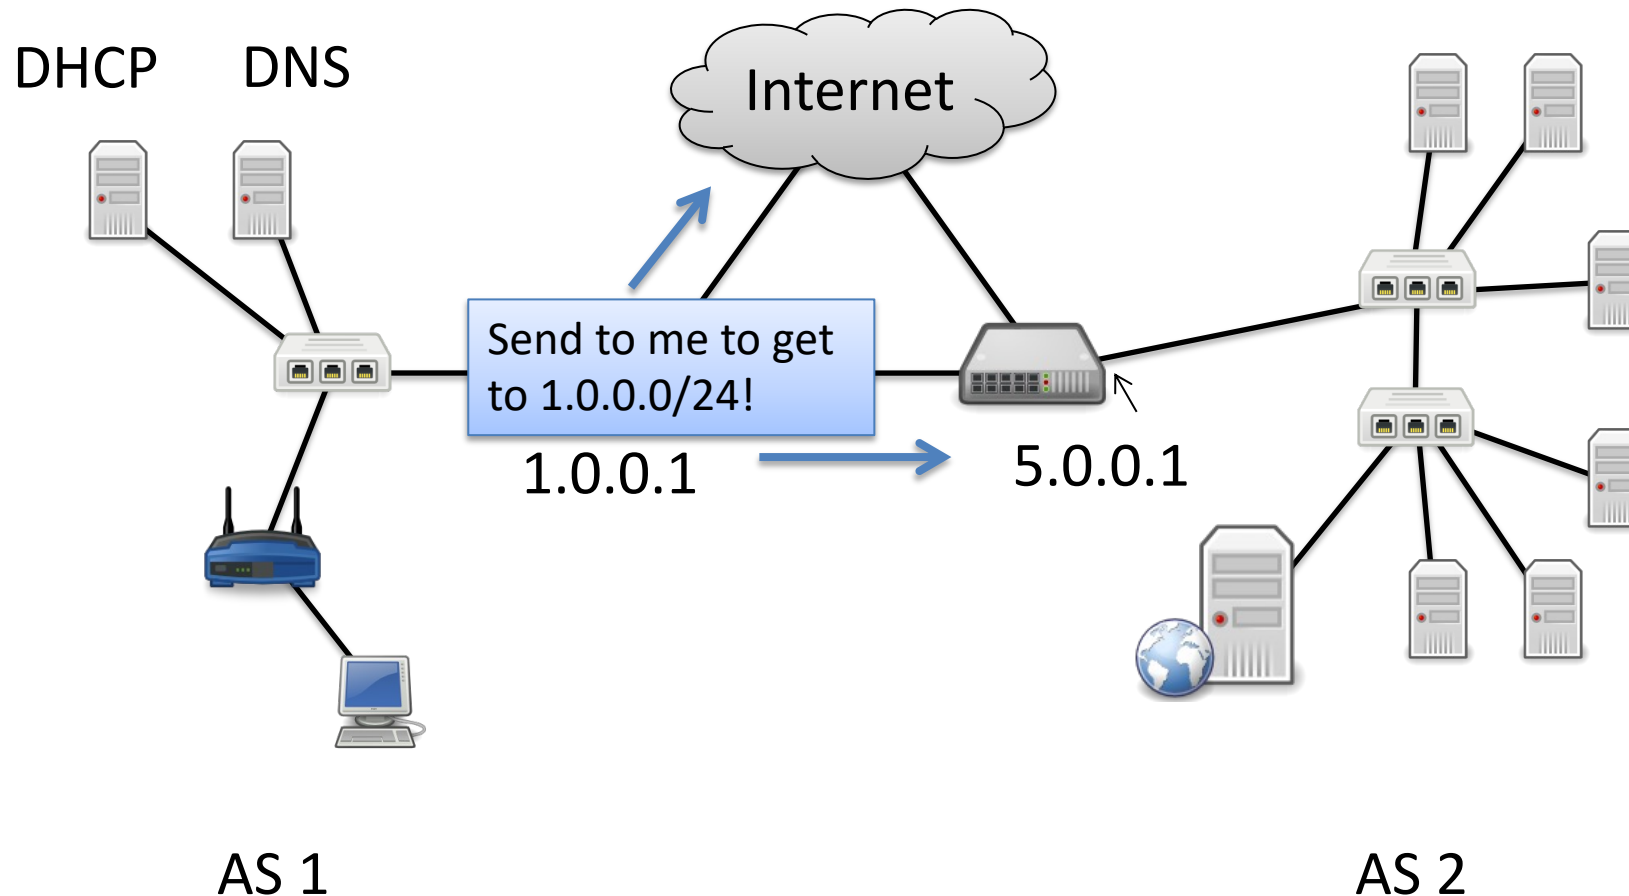 DHCP
DNS
Internet
Send to me to get
to 1.0.0.0/24!
1.0.0.1
5.0.0.1
AS 1
AS 2